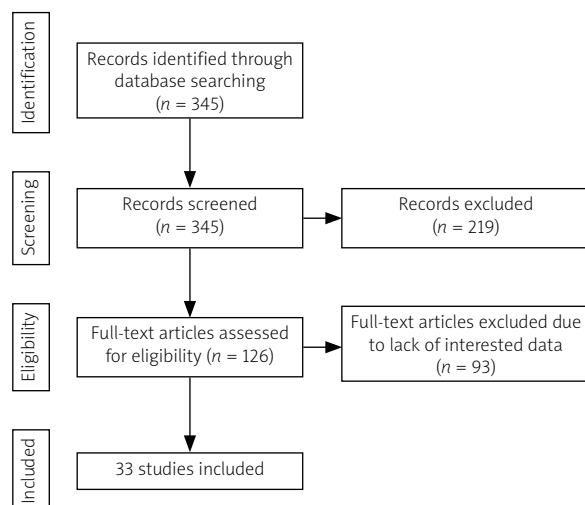 Identification
Records identified through
database searching
(n = 345)
Screening
Records screened
(n = 345)
Records excluded
(n = 219)
Eligibility
Full-text articles assessed
for eligibility (n = 126)
Full-text articles excluded due
to lack of interested data
(n = 93)
Included
33 studies included